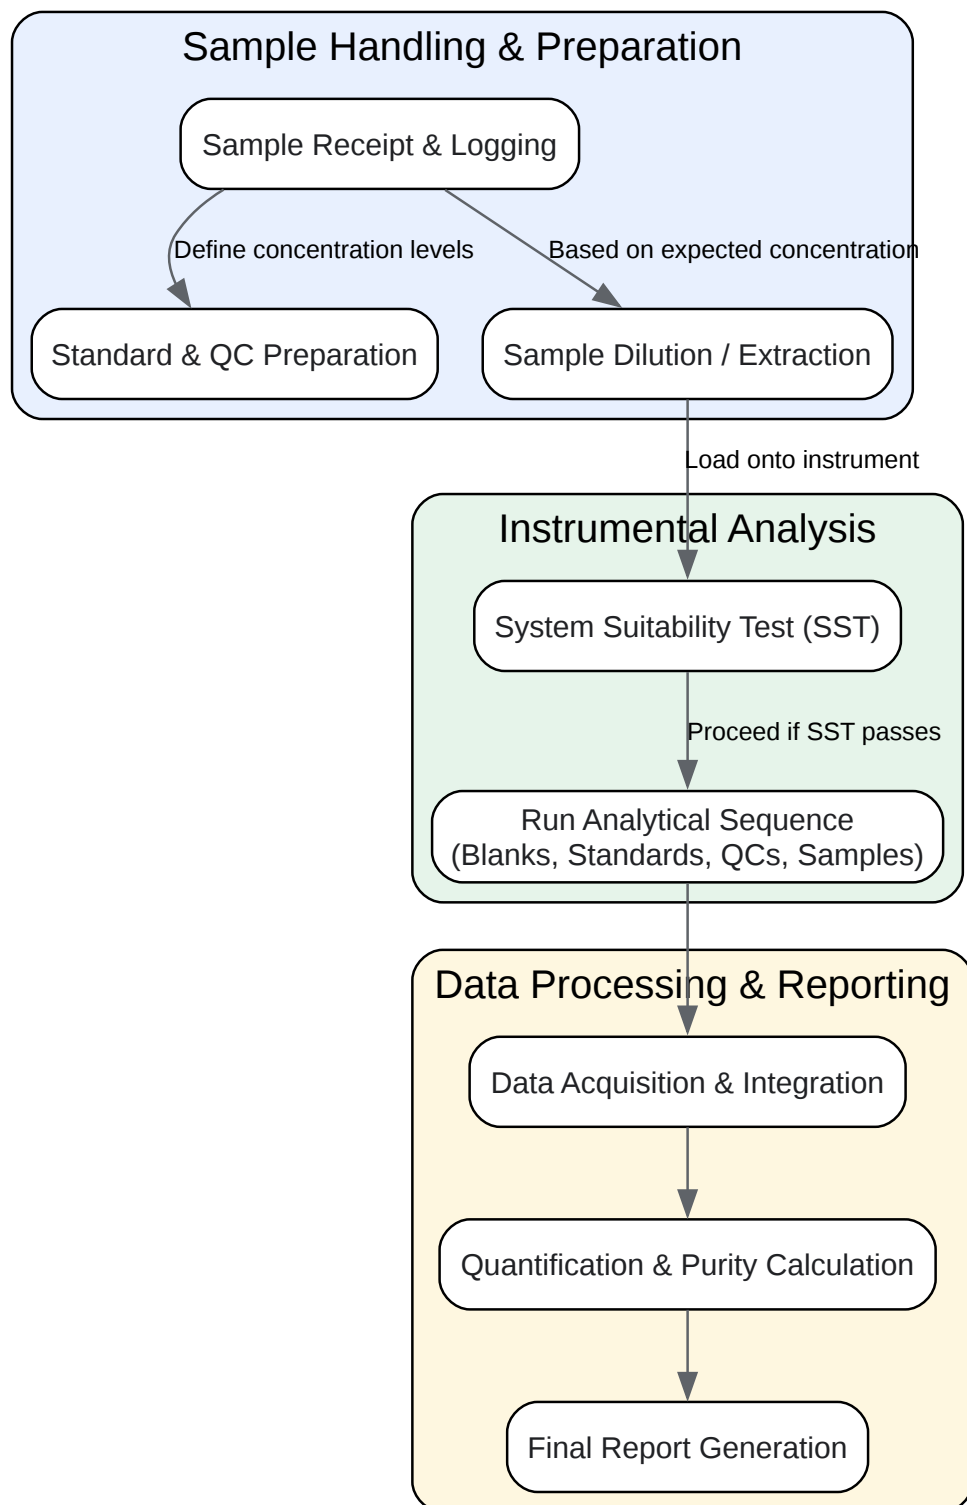 Sample Handling & Preparation
Sample Receipt & Logging
Define concentration levels
Based on expected concentration
Standard & QC Preparation
Sample Dilution / Extraction
Load onto instrument
Instrumental Analysis
System Suitability Test (SST)
Proceed if SST passes
Run Analytical Sequence
(Blanks, Standards, QCs, Samples)
Data Processing & Reporting
Data Acquisition & Integration
Quantification & Purity Calculation
Final Report Generation